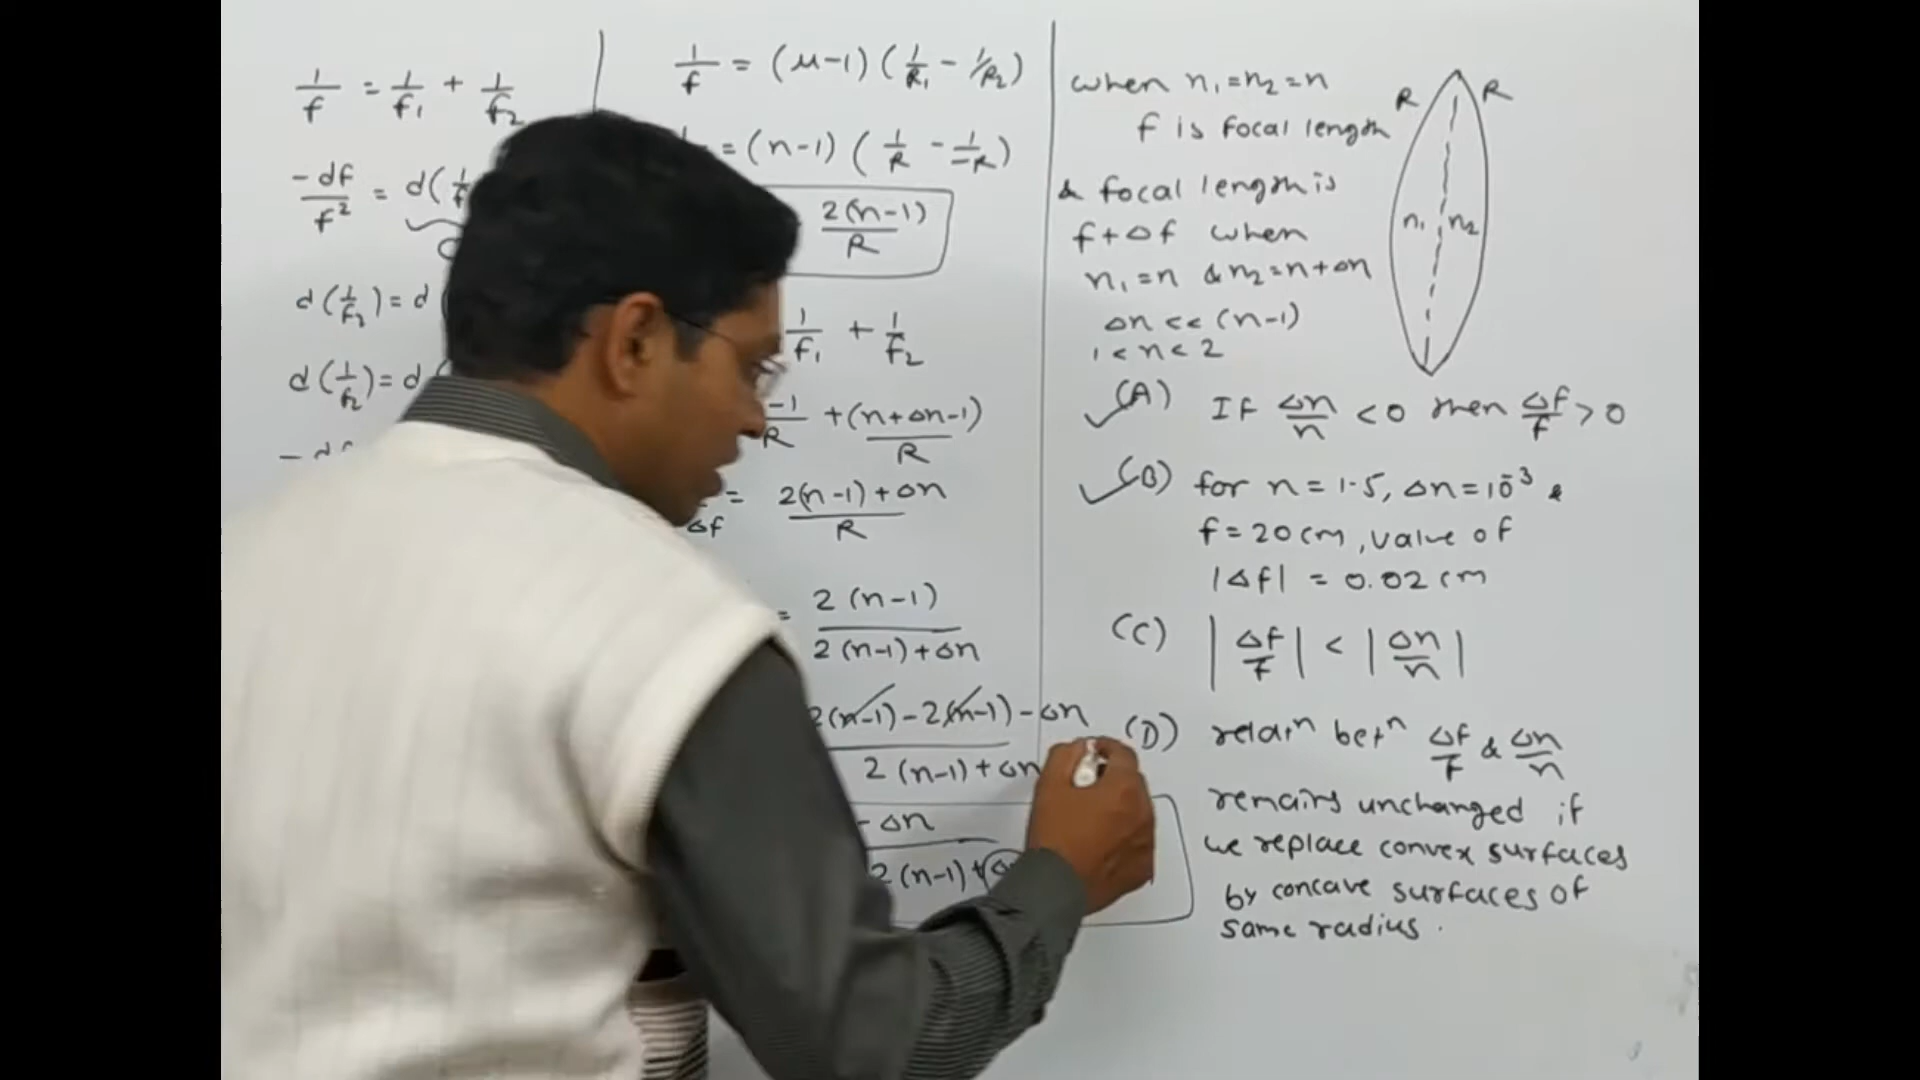 1/f = 1/f₁ + 1/f₂
-df/f² = d(1/f
d(1/f₁) = d
d(1/f₂) = d
1/f = (μ-1) (1/R₁ - 1/R₂)
= (n-1) (1/R - 1/-R)
2(n-1)/R
1/f₁ + 1/f₂
-1/R + (n+Δn-1)/R
Δf = 2(n-1)+Δn/R
= 2(n-1)/2(n-1)+Δn
2(n-1)-2(n-1)-Δn/2(n-1)+Δn
-Δn/2(n-1)+
when n₁=n₂=n
f is focal length
& focal length is
f+Δf when
n₁=n & n₂=n+Δn
Δn << (n-1)
1<n<2
R R
n₁ n₂
(A) If Δn/n <0 then Δf/f >0
(B) for n=1.5, Δn=10⁻³ &
f=20cm, value of
|Δf| = 0.02 cm
(C) |Δf/f| < |Δn/n|
(D) relaⁿ betⁿ Δf/f & Δn/n
remains unchanged if
we replace convex surfaces
by concave surfaces of
same radius.